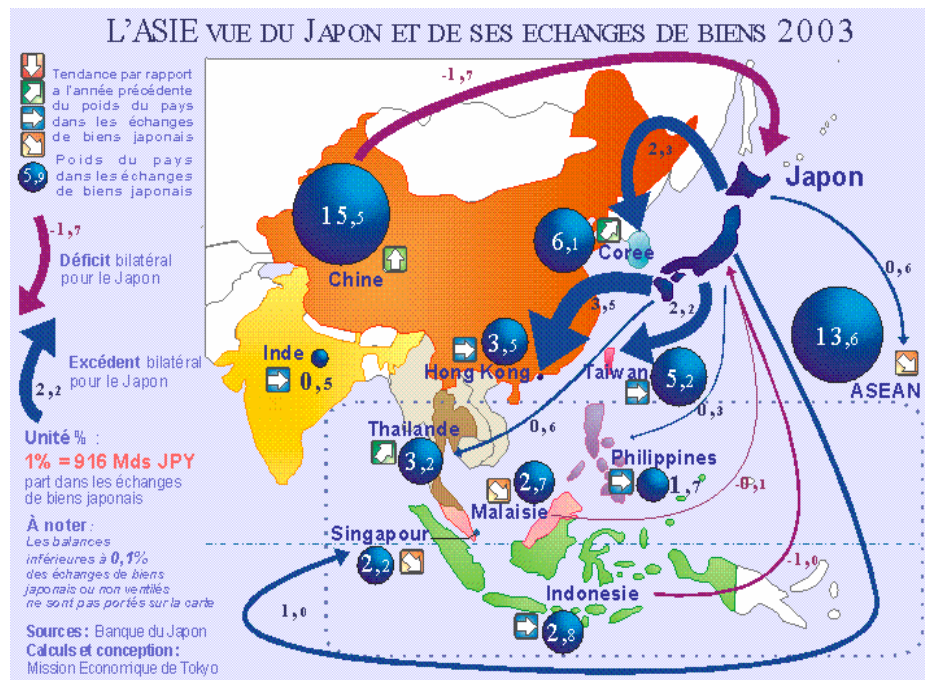 L'ASIE VUE DU JAPON ET DE SES ECHANGES DE BIENS 2003
Tendance par rapport
a l'année précédente
du poids du pays
dans les échanges
de biens japonais
5,9
Poids du pays
dans les échanges
de biens japonais
-1,7
Déficit bilatéral
pour le Japon
Excédent bilatéral
pour le Japon
2,2
Unité % :
1% = 916 Mds JPY
part dans les échanges
de biens japonais
À noter :
Les balances
inférieures à 0,1%
des échanges de biens
japonais ou non ventilés
ne sont pas portés sur la carte
Sources : Banque du Japon
Calculs et conception :
Mission Economique de Tokyo
-1,7
2,3
Japon
15,5
Chine
6,1
Coree
0,6
13,6
ASEAN
3,5
2,2
Inde
0,5
3,5
Hong Kong
Taiwan
5,2
0,6
0,3
Thaïlande
3,2
Philippines
1,7
2,7
Malaisie
-0,1
Singapour
2,2
1,0
-1,0
Indonesie
2,8